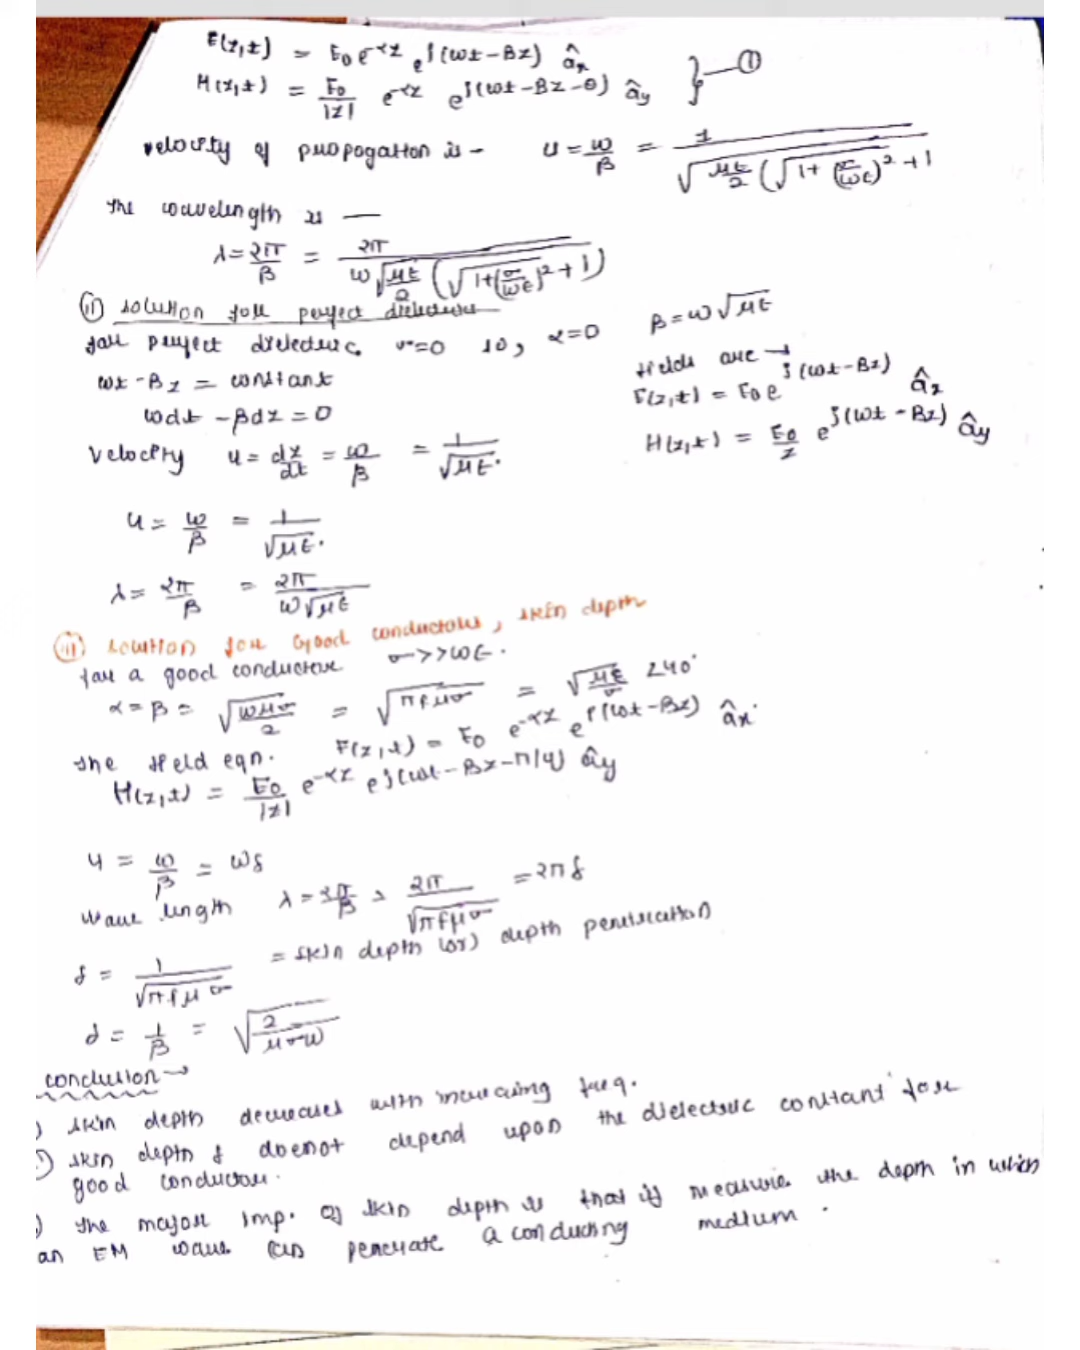 E(z,t) = E₀ e^-αz e^j(ωt-βz) âx
H(z,t) = E₀/|z| e^-αz e^j(ωt-βz-θ) ây } — ①
velocity of propogation is - u = ω/β = 1/√(με/2 (√(1+(σ/ωε)²+1
The wavelength is —
λ = 2π/β = 2π/ω√(με/2 (√(1+(σ/ωε)²+1)
(ii) solution for perfect dielectric
for perfect dielectric σ=0 so, α=0 β=ω√με
ωt-βz = constant
Fields are →
ωdt - βdz = 0
E(z,t) = E₀ e^j(ωt-βz) âx
velocity u = dz/dt = ω/β = 1/√με.
H(z,t) = E₀/z e^j(ωt-βz) ây
u = ω/β = 1/√με.
λ = 2π/β = 2π/ω√με
(iii) solution for Good conductors, skin depth
for a good conductor σ>>ωε.
α = β = √(ωμσ/2) = √πfμσ = √(με/σ) ∠40°
The field eqn. E(z,t) = E₀ e^-αz e^j(ωt-βz) âx.
H(z,t) = E₀/|z| e^-αz e^j(ωt-βz-π/4) ây
u = ω/β = ωδ
wave length λ = 2π/β = 2π/√πfμσ = 2πδ
δ = 1/√πfμσ = skin depth (or) depth penetration
δ = 1/β = √(2/μσω)
conclusion →
) skin depth decreases with increasing freq.
) skin depth δ doenot depend upon the dielectric constant for
good conductor.
) The major imp. of skin depth is that it measure the depth in which
an EM wave can penetrate a conducting medium.